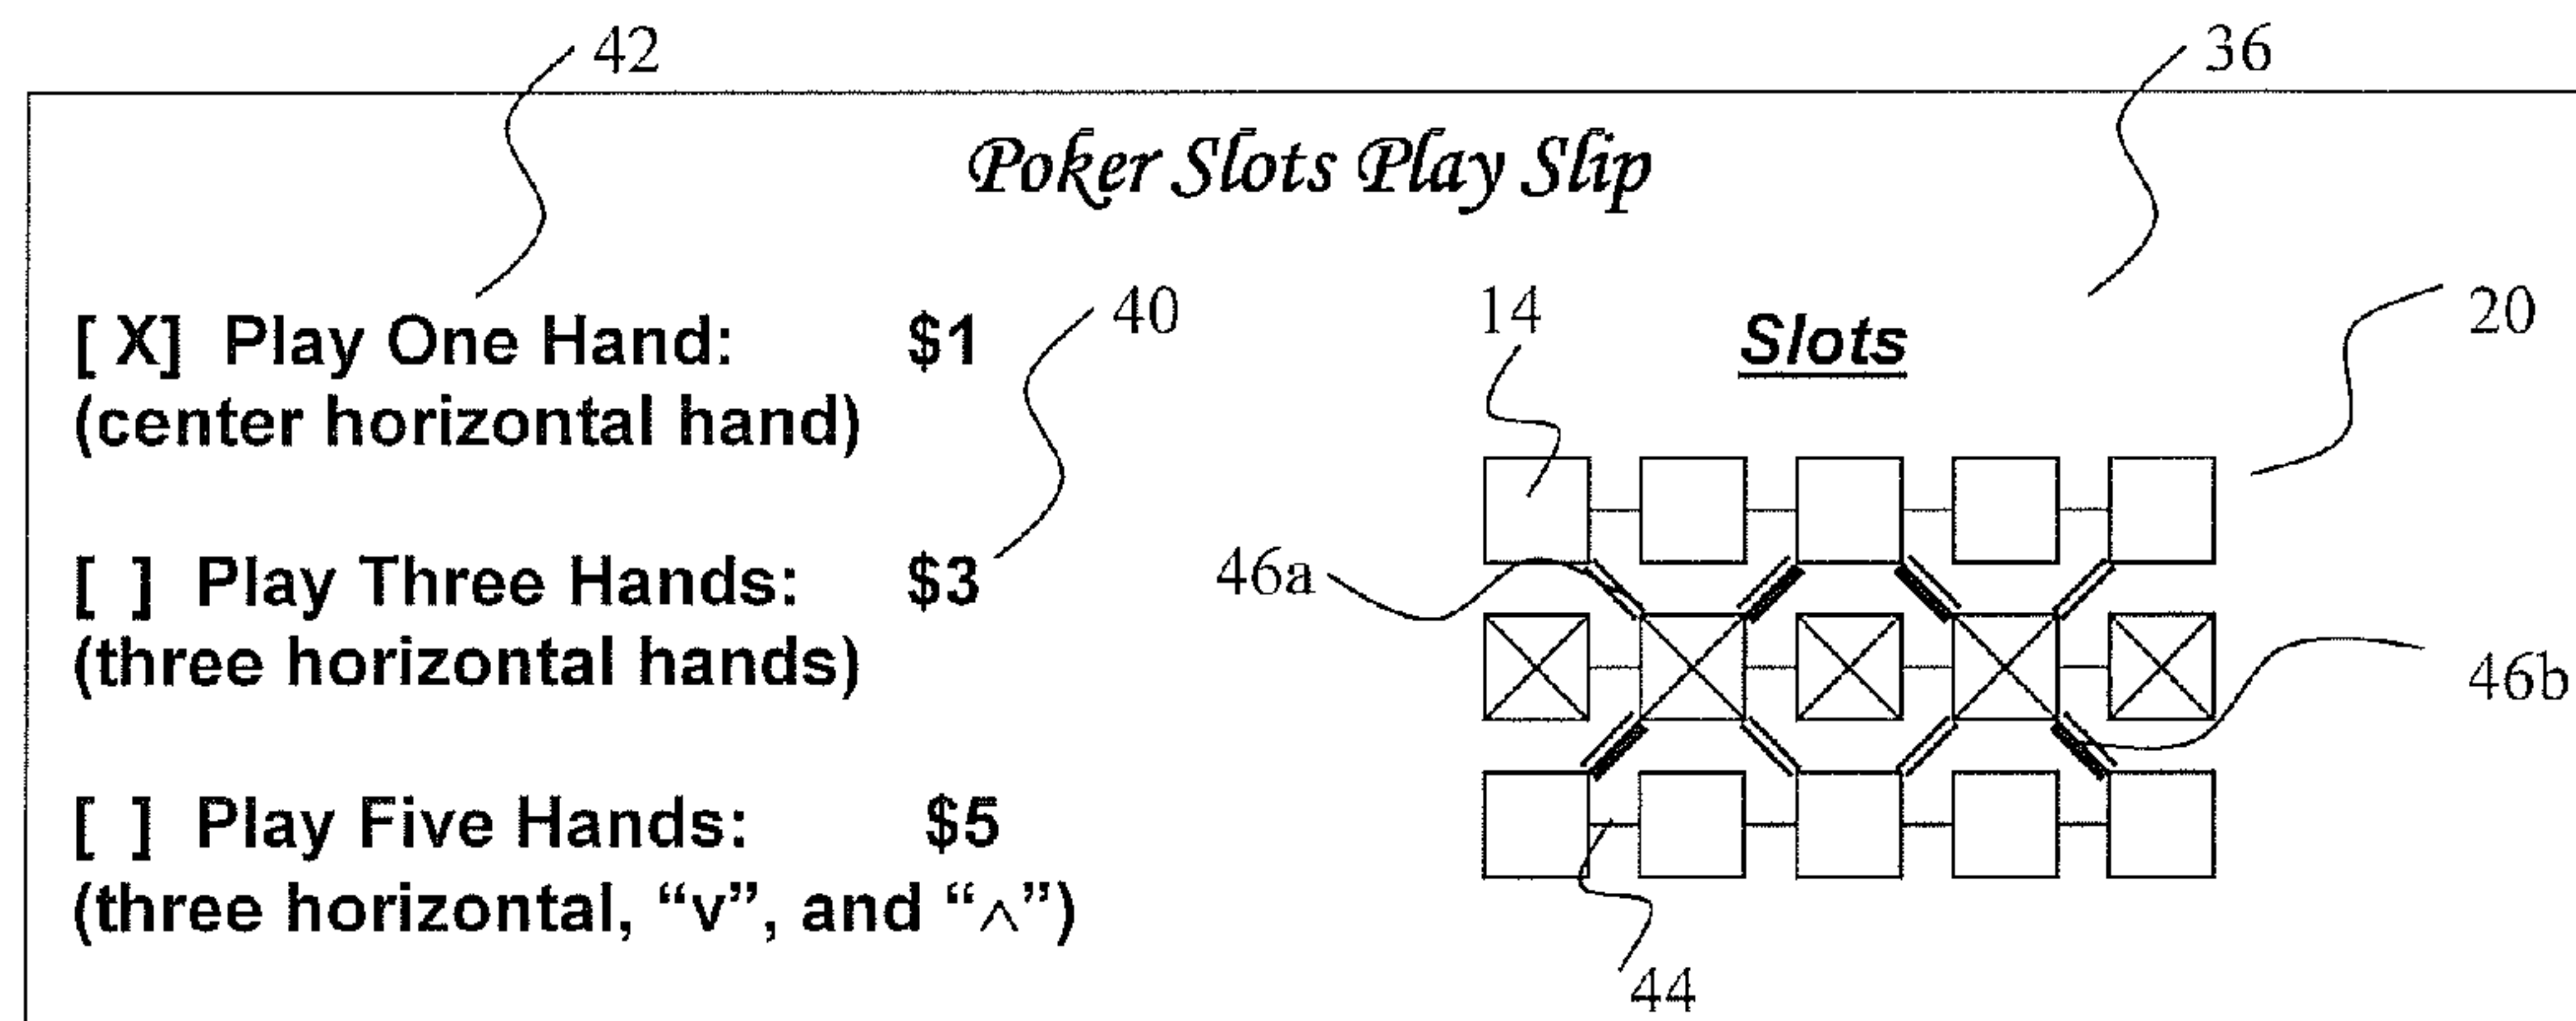 42
36
Poker Slots Play Slip
[ X] Play One Hand: $1
40
14
Slots
20
(center horizontal hand)
[ ] Play Three Hands: $3
46a
(three horizontal hands)
46b
[ ] Play Five Hands: $5
(three horizontal, “v”, and “^”)
44